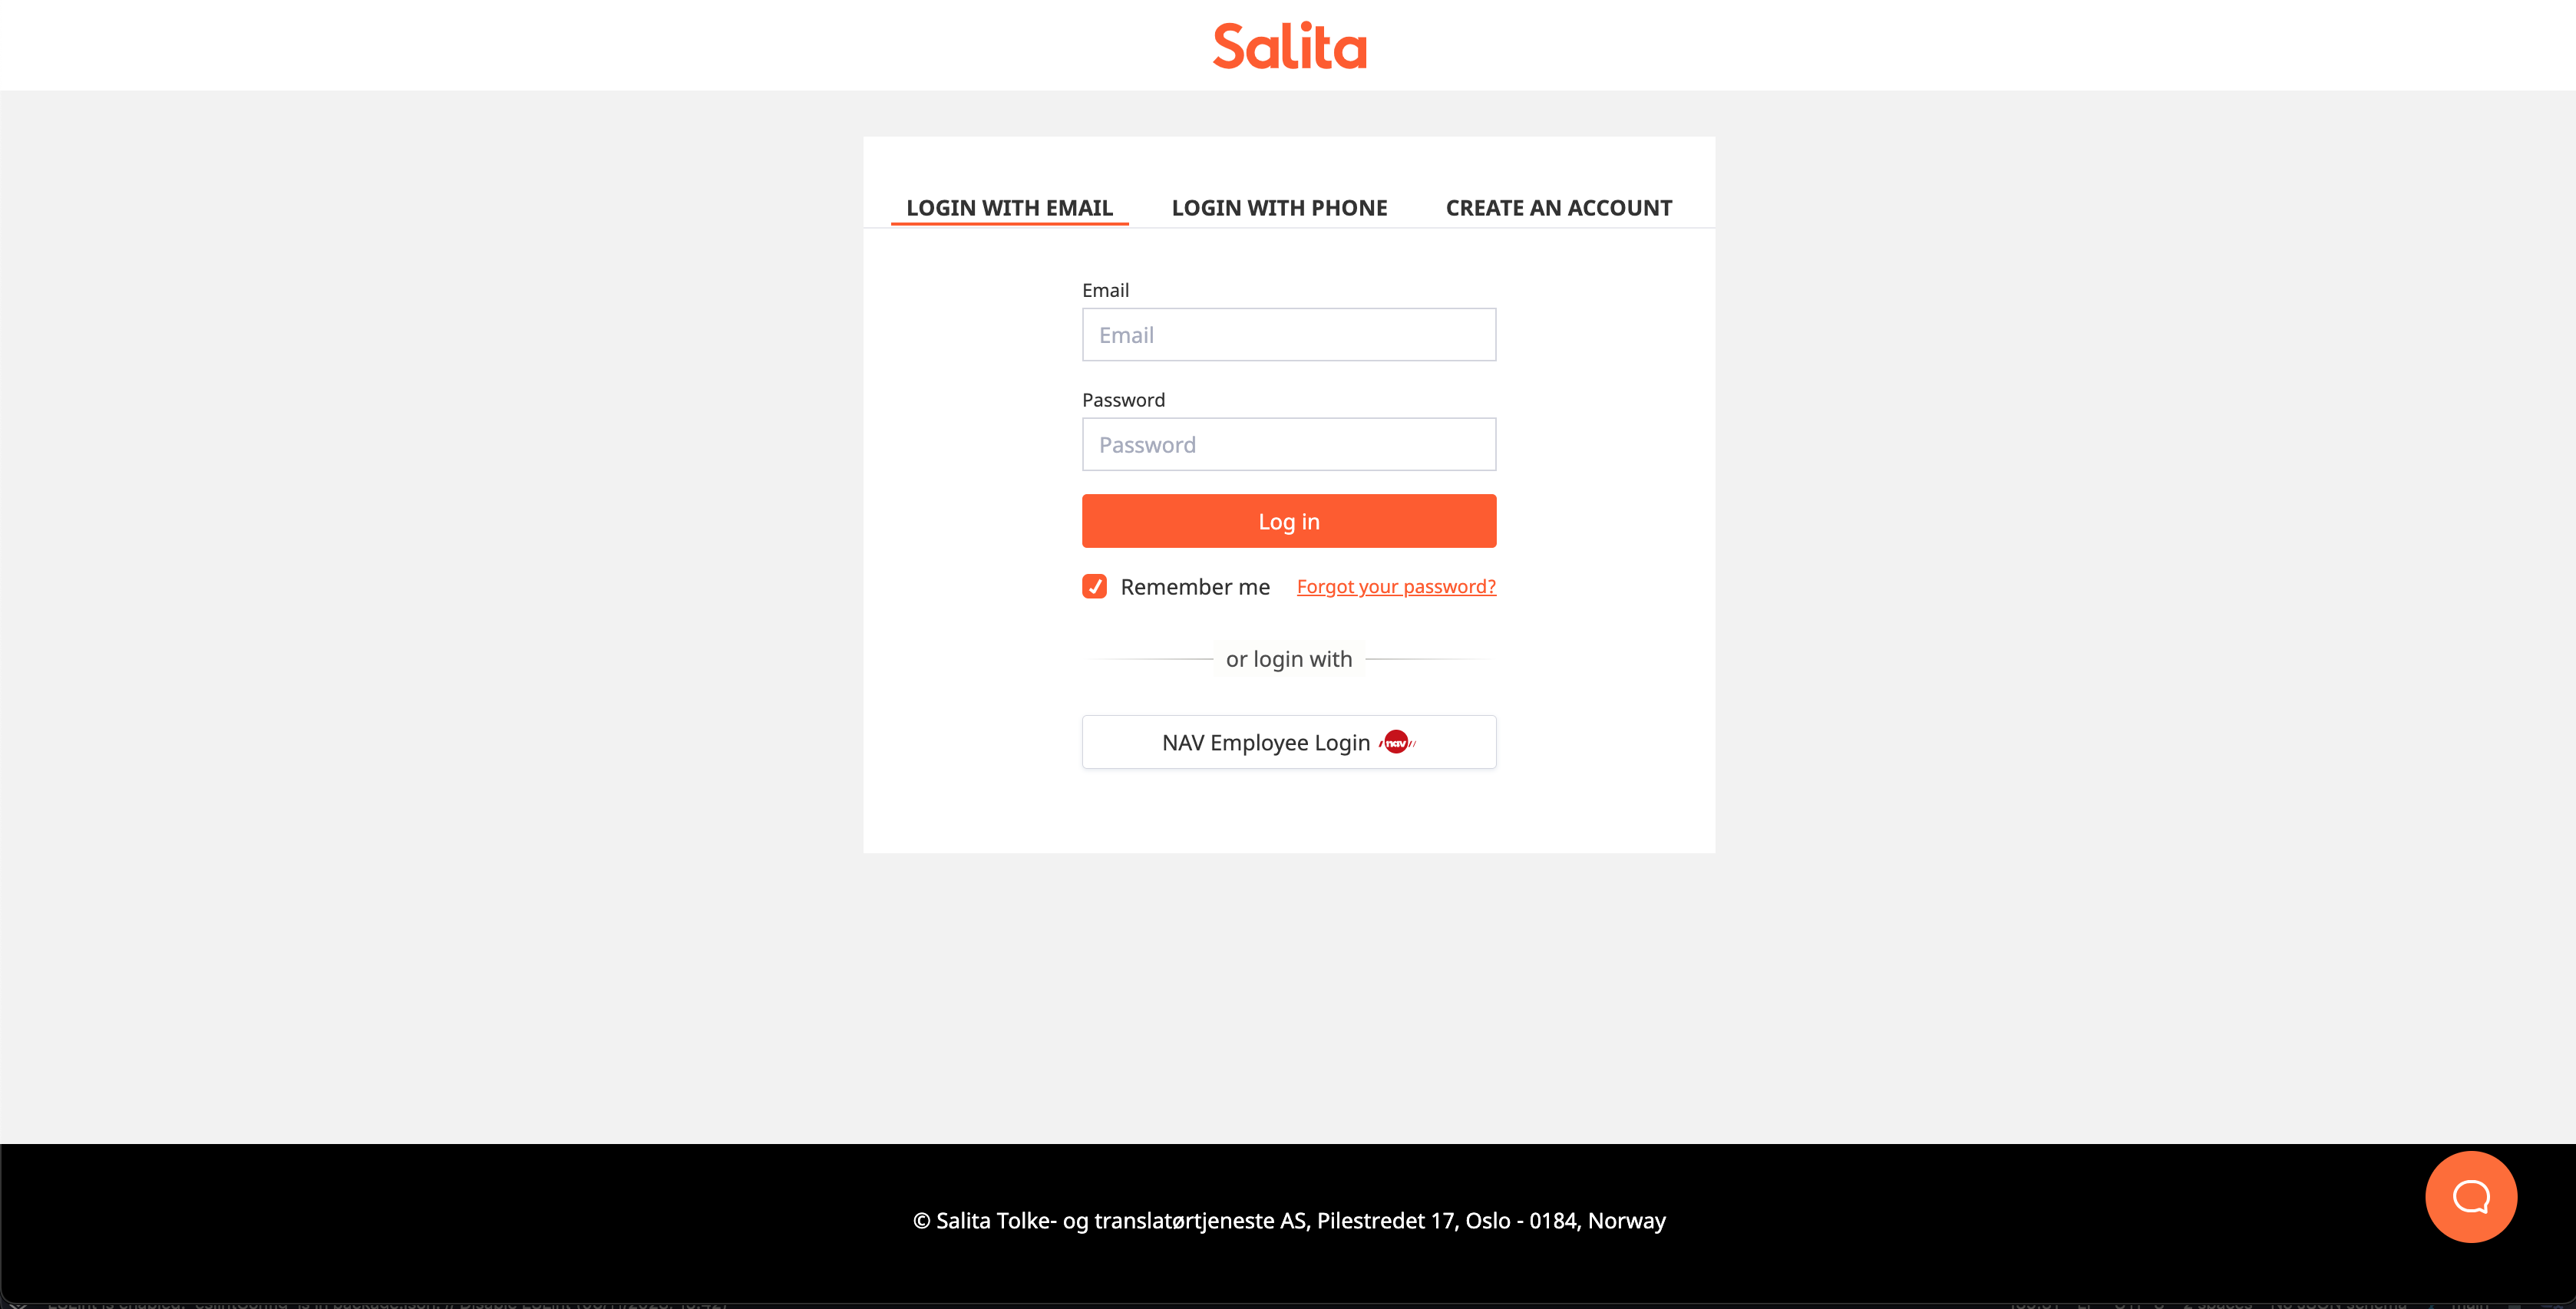 Salita
LOGIN WITH EMAIL LOGIN WITH PHONE CREATE AN ACCOUNT
Email
Email
Password
Password
Log in
Remember me Forgot your password?
or login with
NAV Employee Login nav
© Salita Tolke- og translatørtjeneste AS, Pilestredet 17, Oslo - 0184, Norway